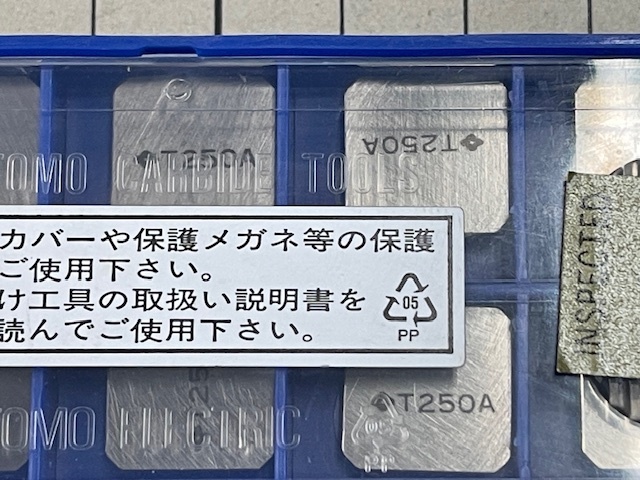 T250A
T250A
TOMO CARBIDE TOOLS
INSPECTED
カバーや保護メガネ等の保護
ご使用下さい。
け工具の取扱い説明書を
読んでご使用下さい。
05
PP
T250A
TOMO ELECTRIC
PP